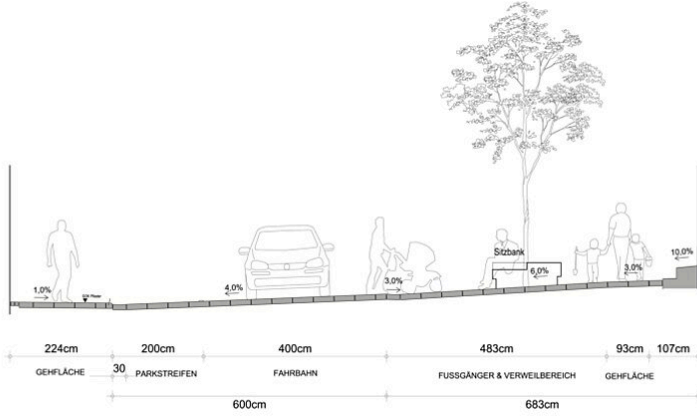 Sitzbank
10,0%
6,0%
3,0%
3,0%
4,0%
1,0%
224cm 200cm 400cm 483cm 93cm 107cm
30
GEHFLÄCHE PARKSTREIFEN FAHRBAHN FUSSGÄNGER & VERWEILBEREICH GEHFLÄCHE
600cm 683cm